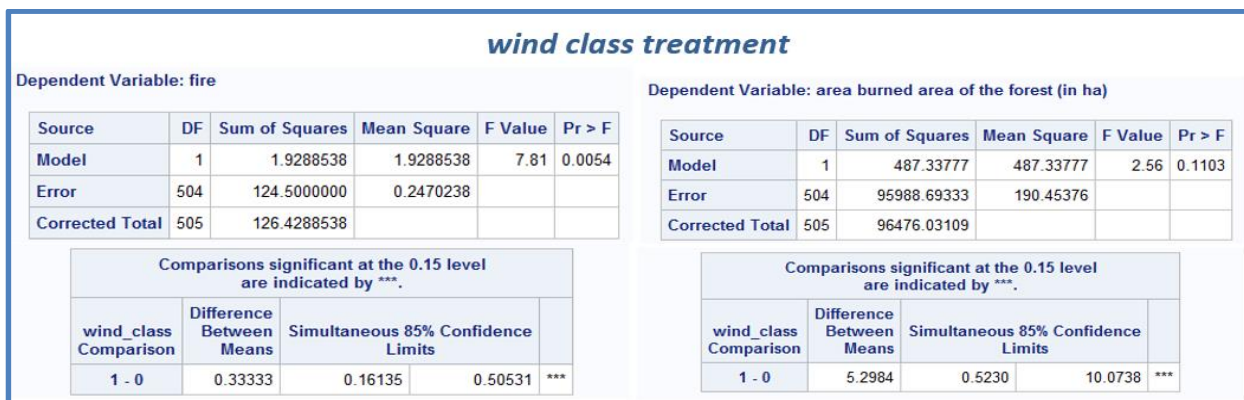 wind class treatment
Dependent Variable: fire
Source DF Sum of Squares Mean Square F Value Pr > F
Model 1 1.9288538 1.9288538 7.81 0.0054
Error 504 124.5000000 0.2470238
Corrected Total 505 126.4288538
Comparisons significant at the 0.15 level
are indicated by ***.
wind_class Comparison Difference Between Means Simultaneous 85% Confidence Limits
1 - 0 0.33333 0.16135 0.50531 ***
Dependent Variable: area burned area of the forest (in ha)
Source DF Sum of Squares Mean Square F Value Pr > F
Model 1 487.33777 487.33777 2.56 0.1103
Error 504 95988.69333 190.45376
Corrected Total 505 96476.03109
Comparisons significant at the 0.15 level
are indicated by ***.
wind_class Comparison Difference Between Means Simultaneous 85% Confidence Limits
1 - 0 5.2984 0.5230 10.0738 ***